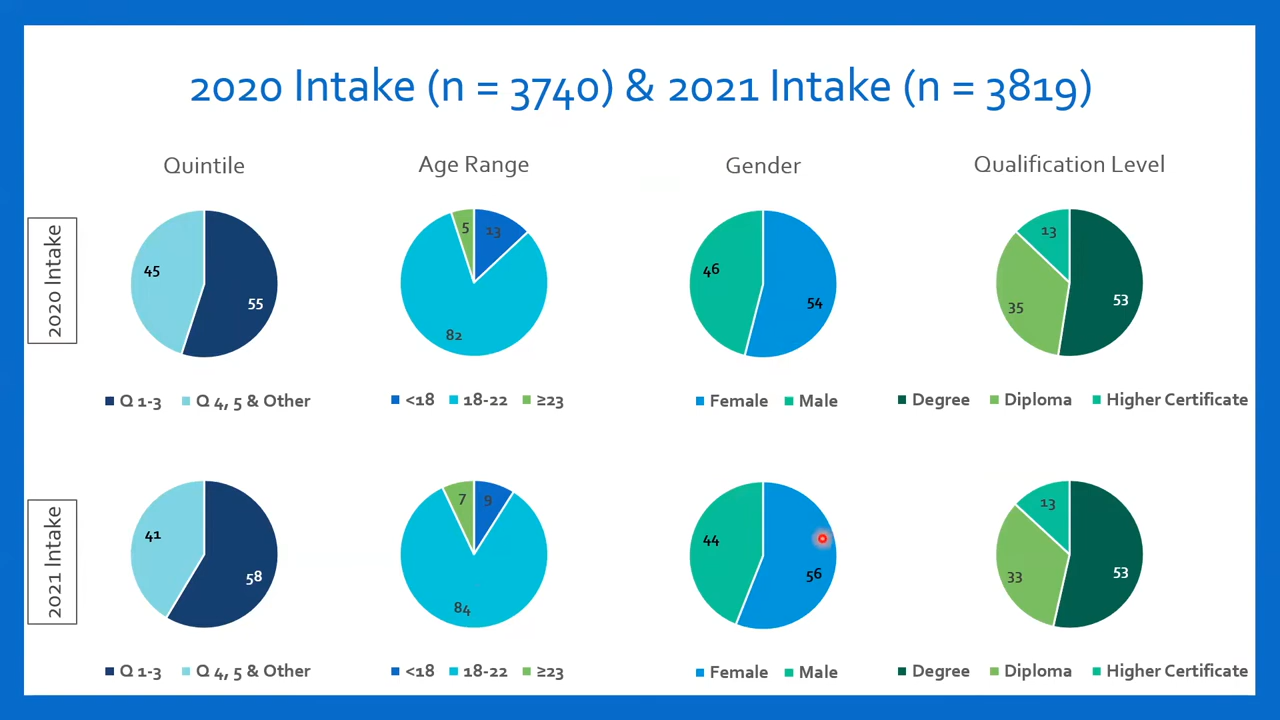 2020 Intake (n = 3740) & 2021 Intake (n = 3819)
Quintile
Age Range
Gender
Qualification Level
2020 Intake
45
55
5
13
82
46
54
13
35
53
Q 1-3
Q 4, 5 & Other
<18
18-22
≥23
Female
Male
Degree
Diploma
Higher Certificate
2021 Intake
41
58
7
9
84
44
56
13
33
53
Q 1-3
Q 4, 5 & Other
<18
18-22
≥23
Female
Male
Degree
Diploma
Higher Certificate